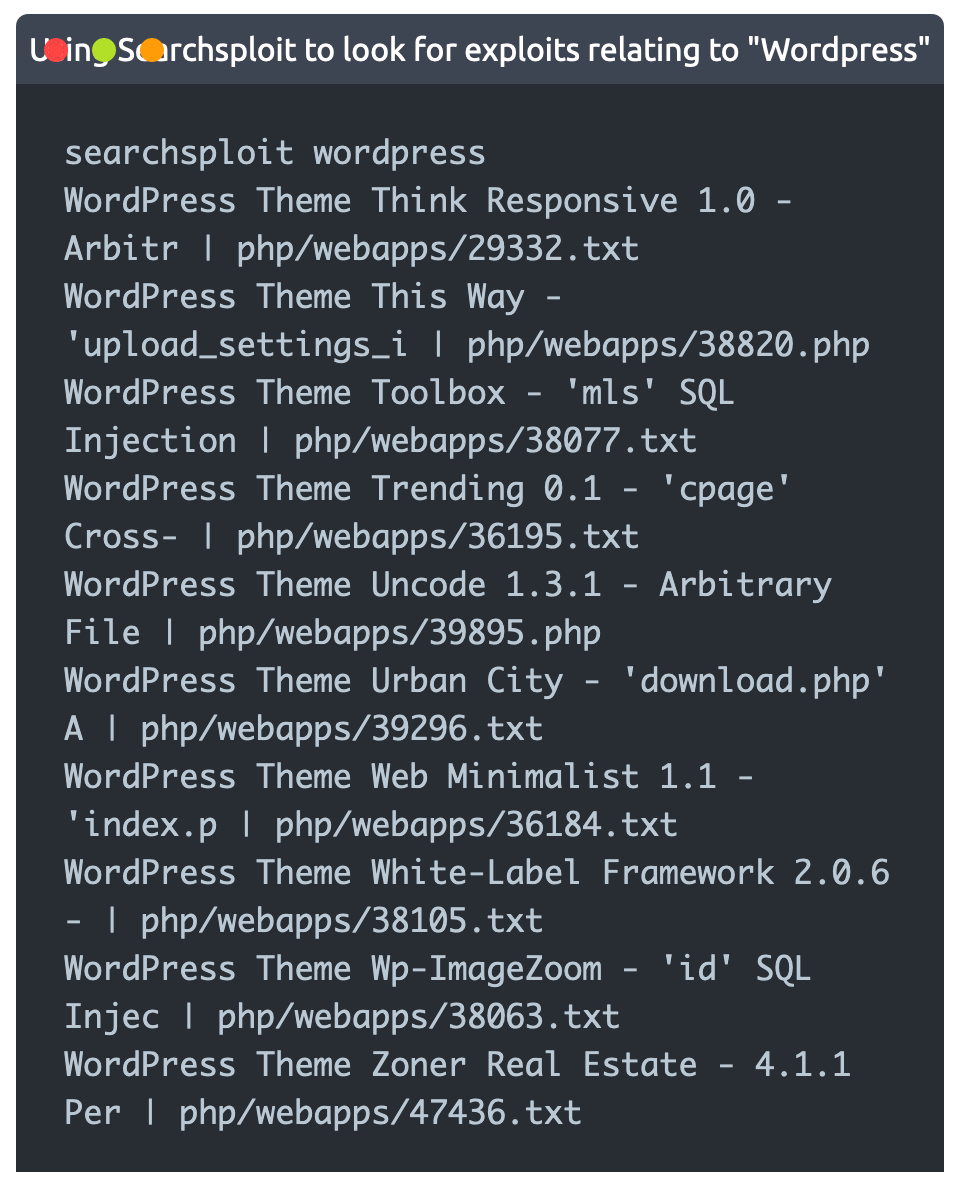 Using Searchsploit to look for exploits relating to "Wordpress"
searchsploit wordpress
WordPress Theme Think Responsive 1.0 -
Arbitr | php/webapps/29332.txt
WordPress Theme This Way -
'upload_settings_i | php/webapps/38820.php
WordPress Theme Toolbox - 'mls' SQL
Injection | php/webapps/38077.txt
WordPress Theme Trending 0.1 - 'cpage'
Cross- | php/webapps/36195.txt
WordPress Theme Uncode 1.3.1 - Arbitrary
File | php/webapps/39895.php
WordPress Theme Urban City - 'download.php'
A | php/webapps/39296.txt
WordPress Theme Web Minimalist 1.1 -
'index.p | php/webapps/36184.txt
WordPress Theme White-Label Framework 2.0.6
- | php/webapps/38105.txt
WordPress Theme Wp-ImageZoom - 'id' SQL
Injec | php/webapps/38063.txt
WordPress Theme Zoner Real Estate - 4.1.1
Per | php/webapps/47436.txt